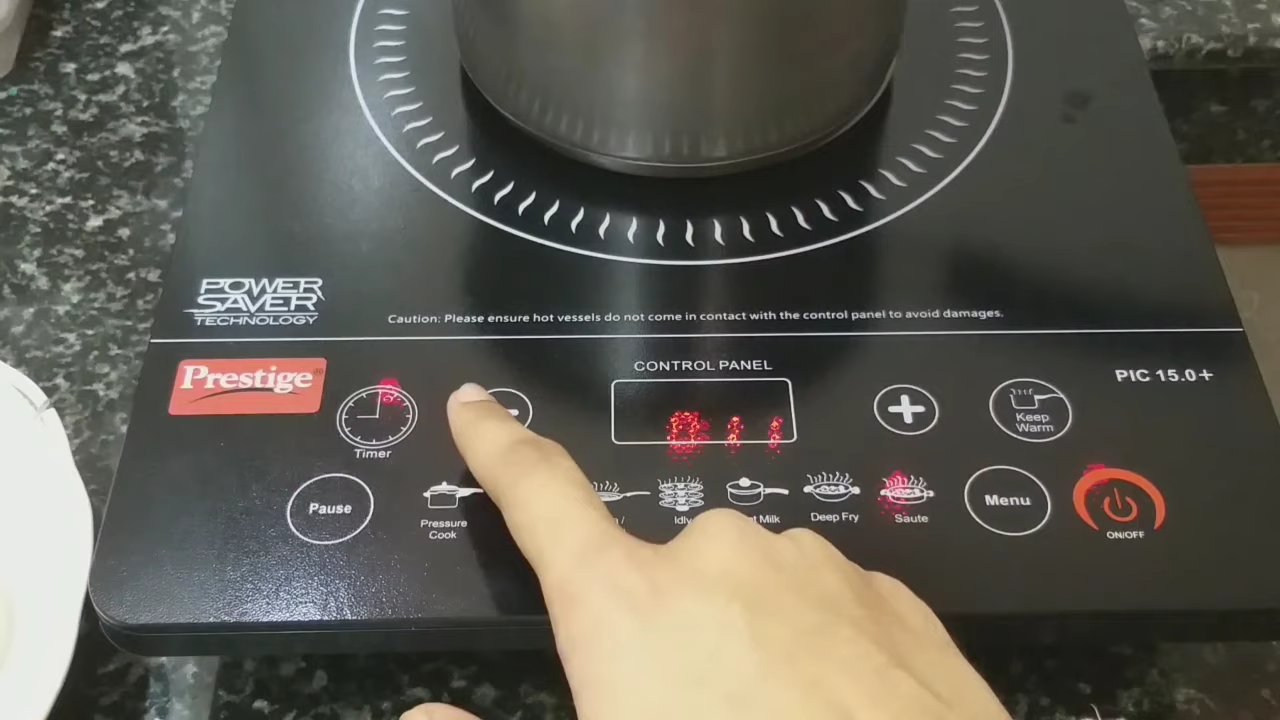 POWER
SAVER
TECHNOLOGY
Caution: Please ensure hot vessels do not come in contact with the control panel to avoid damages.
Prestige®
CONTROL PANEL
PIC 15.0+
011
Timer
Keep
Warm
Pause
Pressure
Cook
Milk
Deep Fry
Saute
Menu
ON/OFF